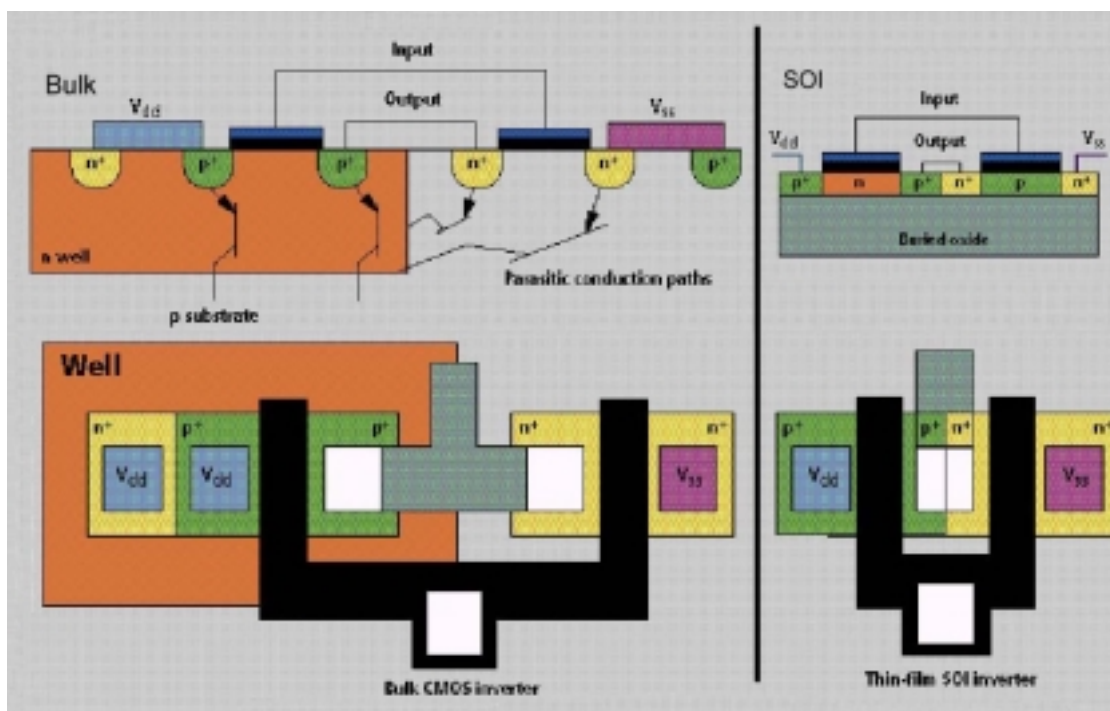 Bulk
Input
Output
Vdd
Vss
n+
p+
p+
n+
n+
p+
n well
p substrate
Parasitic conduction paths
SOI
Input
Output
Vdd
Vss
p+
n
p+
n+
p
n+
Buried oxide
Well
n+
p+
p+
n+
n+
Vdd
Vdd
Vss
Bulk CMOS inverter
p+
p+
n+
n+
Vdd
Vss
Thin-film SOI inverter